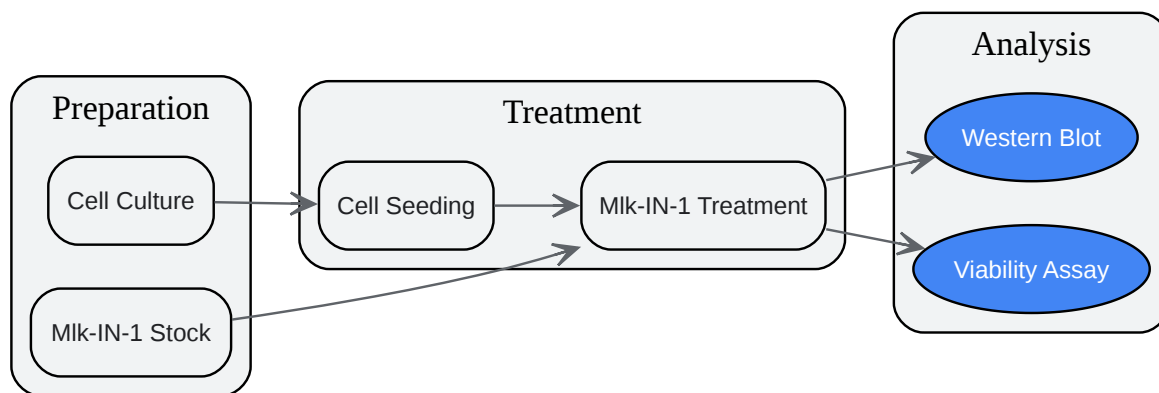 Preparation
Cell Culture
Mlk-IN-1 Stock
Treatment
Cell Seeding
Mlk-IN-1 Treatment
Analysis
Western Blot
Viability Assay